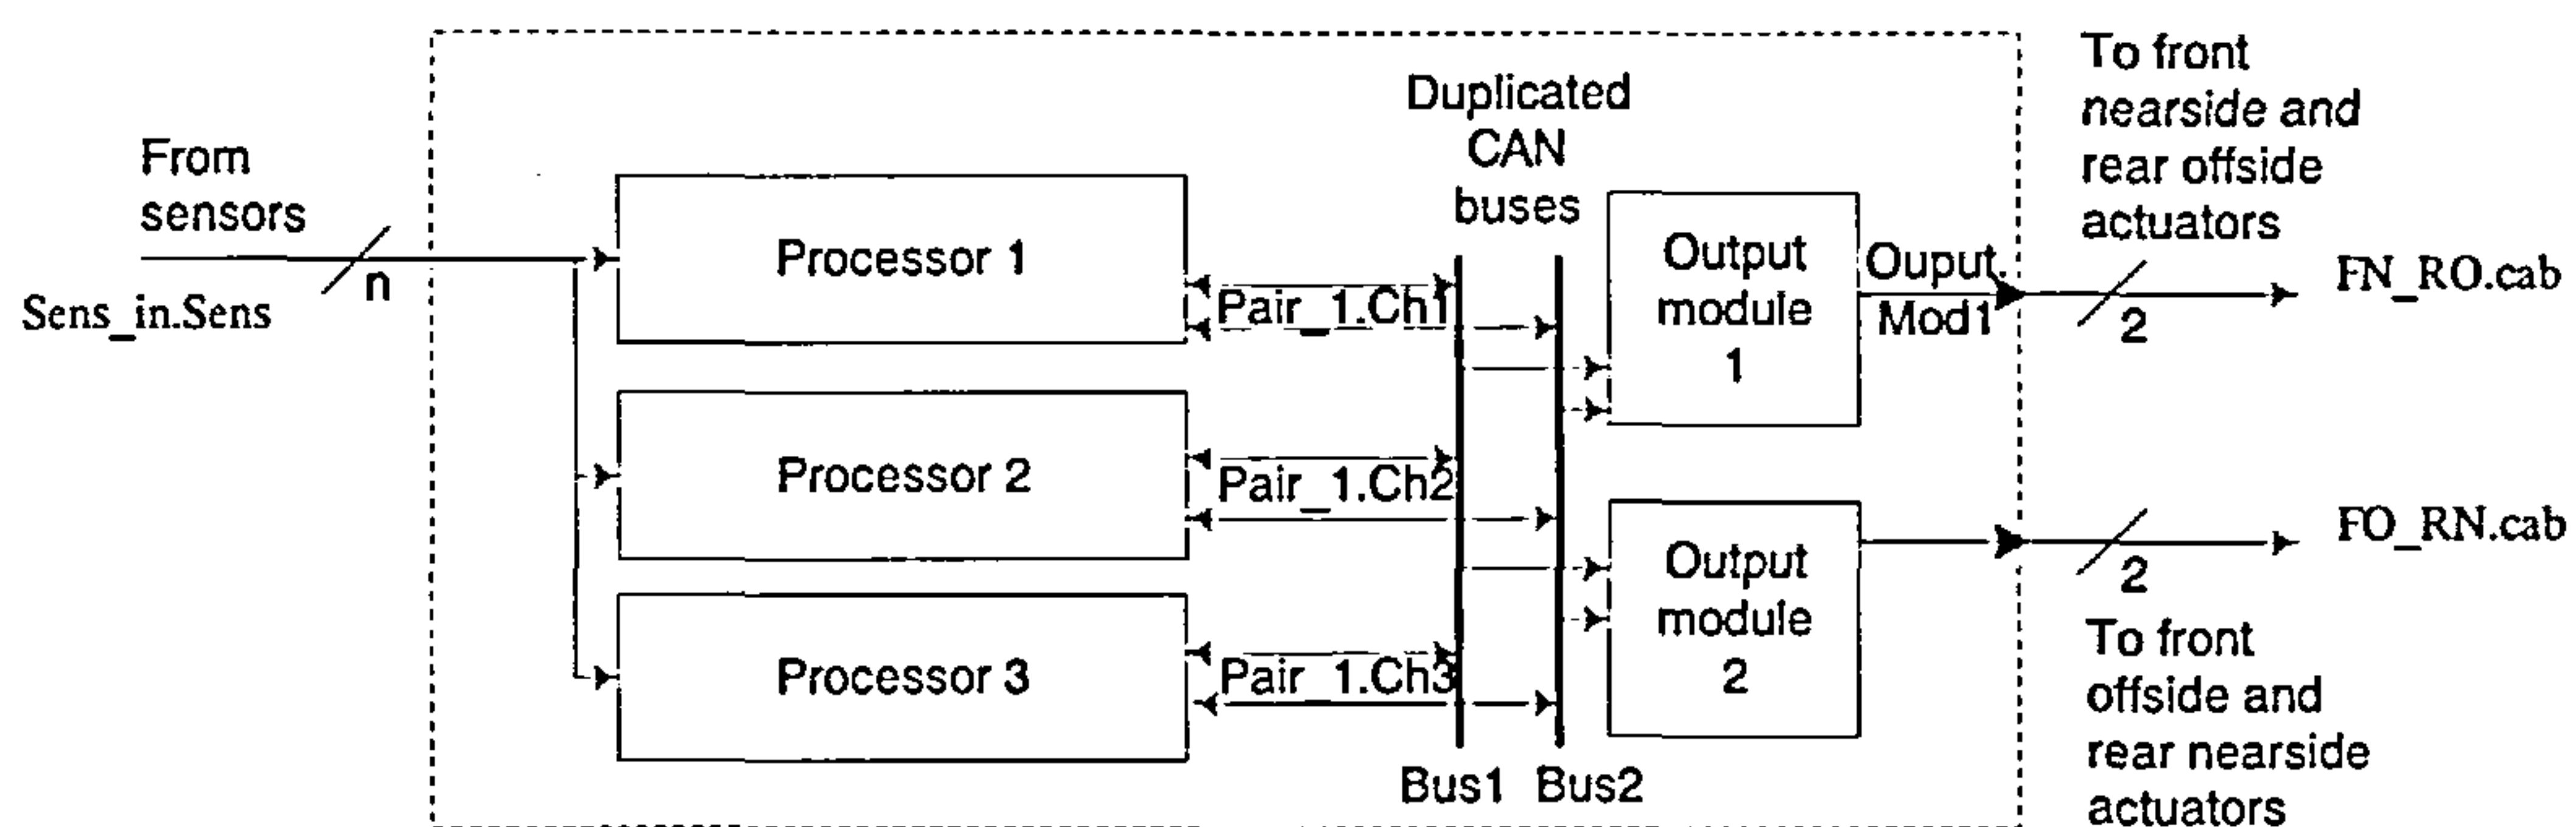 From
sensors
n
Sens_in.Sens
Processor 1
Processor 2
Processor 3
Pair_1.Ch1
Pair_1.Ch2
Pair_1.Ch3
Duplicated
CAN
buses
Bus1 Bus2
Output
module
1
Ouput.
Mod1
Output
module
2
To front
nearside and
rear offside
actuators
2
FN_RO.cab
2
FO_RN.cab
To front
offside and
rear nearside
actuators